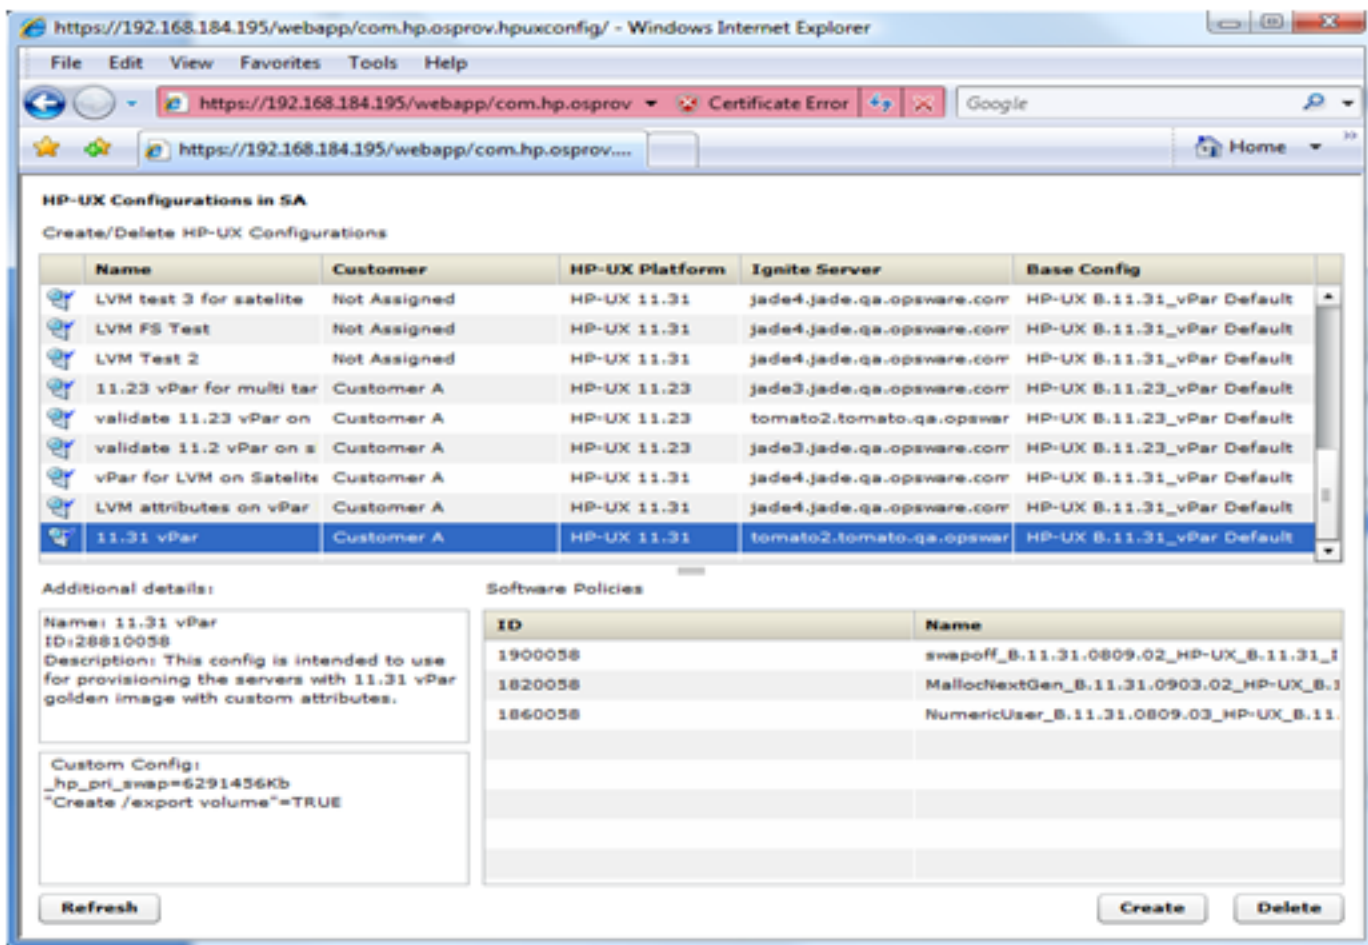 https://192.168.184.195/webapp/com.hp.osprov.hpuxconfig/ - Windows Internet Explorer
File Edit View Favorites Tools Help
https://192.168.184.195/webapp/com.hp.osprov Certificate Error Google
https://192.168.184.195/webapp/com.hp.osprov.... Home
HP-UX Configurations in SA
Create/Delete HP-UX Configurations
Name Customer HP-UX Platform Ignite Server Base Config
LVM test 3 for satelite Not Assigned HP-UX 11.31 jade4.jade.qa.opsware.com HP-UX B.11.31_vPar Default
LVM FS Test Not Assigned HP-UX 11.31 jade4.jade.qa.opsware.com HP-UX B.11.31_vPar Default
LVM Test 2 Not Assigned HP-UX 11.31 jade4.jade.qa.opsware.com HP-UX B.11.31_vPar Default
11.23 vPar for multi tar Customer A HP-UX 11.23 jade3.jade.qa.opsware.com HP-UX B.11.23_vPar Default
validate 11.23 vPar on Customer A HP-UX 11.23 tomato2.tomato.qa.opswar HP-UX B.11.23_vPar Default
validate 11.2 vPar on s Customer A HP-UX 11.23 jade3.jade.qa.opsware.com HP-UX B.11.23_vPar Default
vPar for LVM on Satelite Customer A HP-UX 11.31 jade4.jade.qa.opsware.com HP-UX B.11.31_vPar Default
LVM attributes on vPar Customer A HP-UX 11.31 jade4.jade.qa.opsware.com HP-UX B.11.31_vPar Default
11.31 vPar Customer A HP-UX 11.31 tomato2.tomato.qa.opswar HP-UX B.11.31_vPar Default
Additional details:
Name: 11.31 vPar
ID:28810058
Description: This config is intended to use
for provisioning the servers with 11.31 vPar
golden image with custom attributes.
Custom Config:
_hp_pri_swap=6291456Kb
"Create /export volume"=TRUE
Software Policies
ID Name
1900058 swapoff_B.11.31.0809.02_HP-UX_B.11.31_I
1820058 MallocNextGen_B.11.31.0903.02_HP-UX_B.1
1860058 NumericUser_B.11.31.0809.03_HP-UX_B.11.
Refresh Create Delete